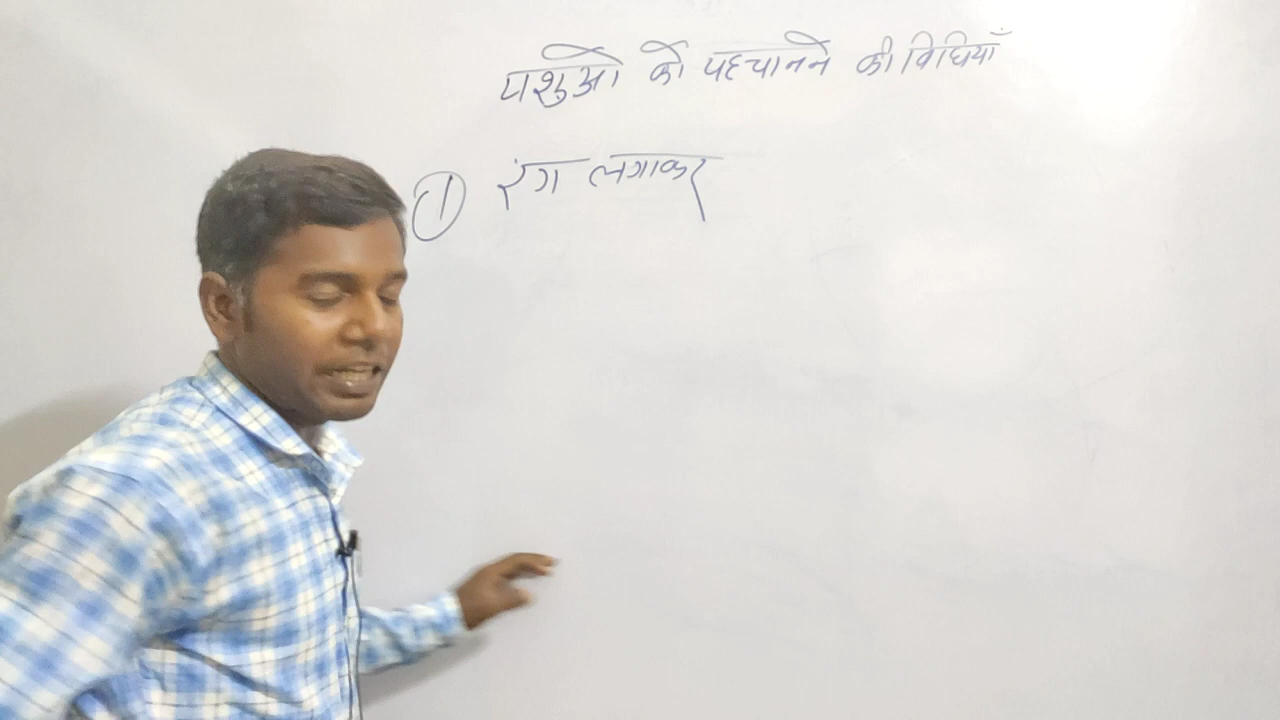 पशुओ को पहचानने की विधियाँ
① रंग लगाकर